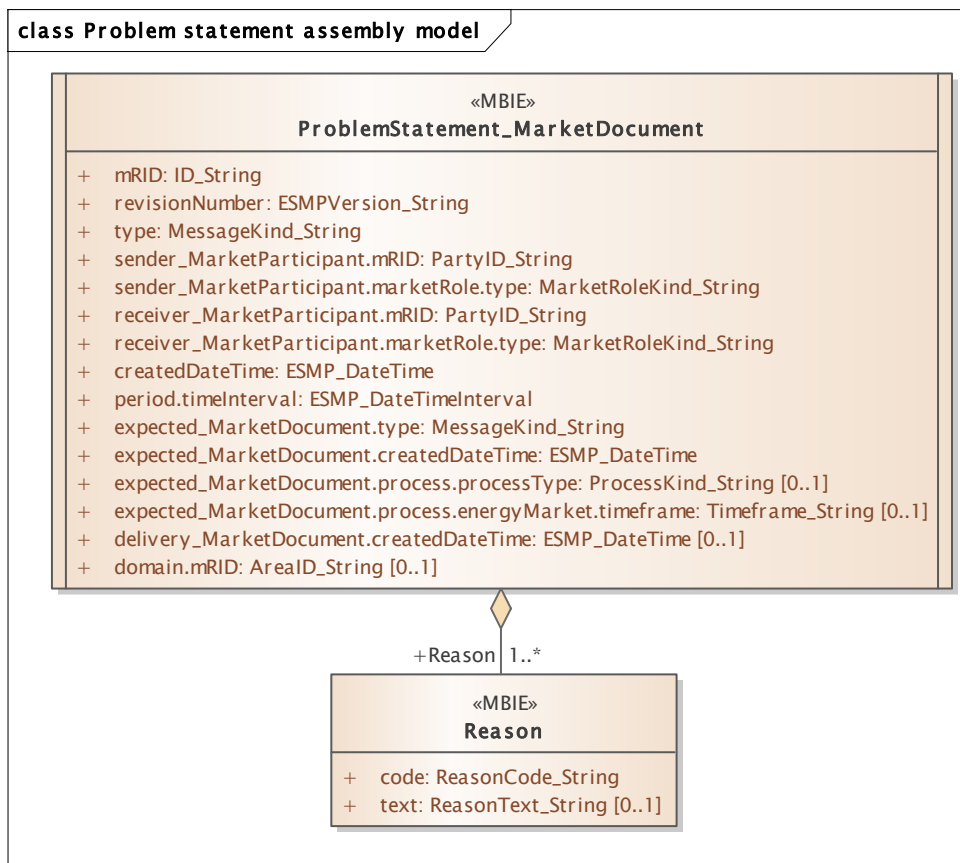 class Problem statement assembly model
«MBIE»
ProblemStatement_MarketDocument
+ mRID: ID_String
+ revisionNumber: ESMPVersion_String
+ type: MessageKind_String
+ sender_MarketParticipant.mRID: PartyID_String
+ sender_MarketParticipant.marketRole.type: MarketRoleKind_String
+ receiver_MarketParticipant.mRID: PartyID_String
+ receiver_MarketParticipant.marketRole.type: MarketRoleKind_String
+ createdDateTime: ESMP_DateTime
+ period.timeInterval: ESMP_DateTimeInterval
+ expected_MarketDocument.type: MessageKind_String
+ expected_MarketDocument.createdDateTime: ESMP_DateTime
+ expected_MarketDocument.process.processType: ProcessKind_String [0..1]
+ expected_MarketDocument.process.energyMarket.timeframe: Timeframe_String [0..1]
+ delivery_MarketDocument.createdDateTime: ESMP_DateTime [0..1]
+ domain.mRID: AreaID_String [0..1]
+Reason 1..*
«MBIE»
Reason
+ code: ReasonCode_String
+ text: ReasonText_String [0..1]